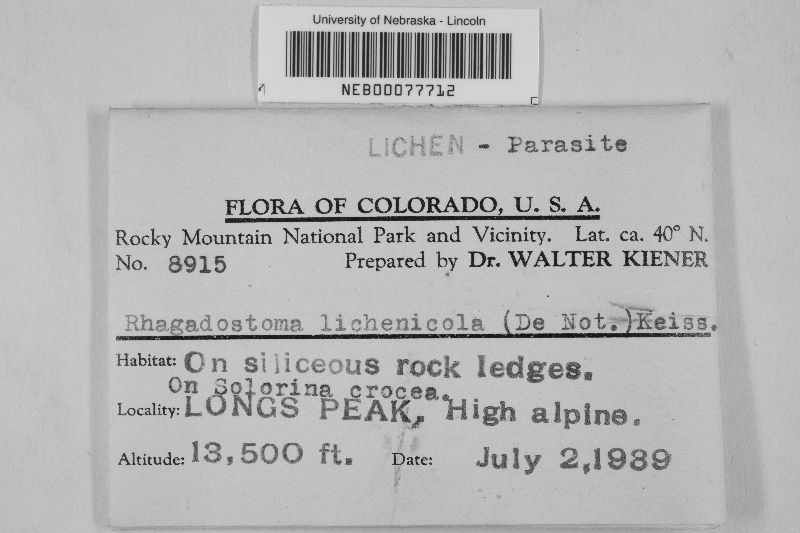 University of Nebraska - Lincoln
NEB00077712
LICHEN - Parasite
FLORA OF COLORADO, U. S. A.
Rocky Mountain National Park and Vicinity. Lat. ca. 40° N.
No. 8915 Prepared by Dr. WALTER KIENER
Rhagadostoma lichenicola (De Not.) Keiss.
Habitat: On siliceous rock ledges.
On Solorina crocea.
Locality: LONGS PEAK, High alpine.
Altitude: 13,500 ft. Date: July 2,1939